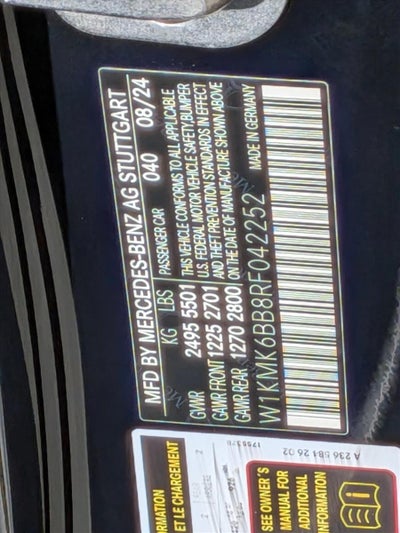 MFD BY MERCEDES-BENZ AG STUTTGART
KG LBS PASSENGER CAR 040 08/24
GVWR 2495 5501 THIS VEHICLE CONFORMS TO ALL APPLICABLE
U.S. FEDERAL MOTOR VEHICLE SAFETY,BUMPER
GAWR FRONT 1225 2701 AND THEFT PREVENTION STANDARDS IN EFFECT
GAWR REAR 1270 2800 ON THE DATE OF MANUFACTURE SHOWN ABOVE
W1KMK6BB8RF042252 MADE IN GERMANY
A 236 584 26 02
SEE OWNER'S
MANUAL FOR
ADDITIONAL
INFORMATION
ET LE CHARGEMENT